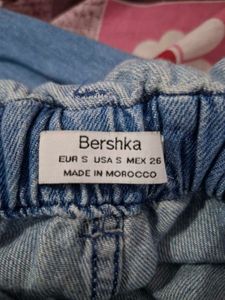 Bershka
EUR S USA S MEX 26
MADE IN MOROCCO